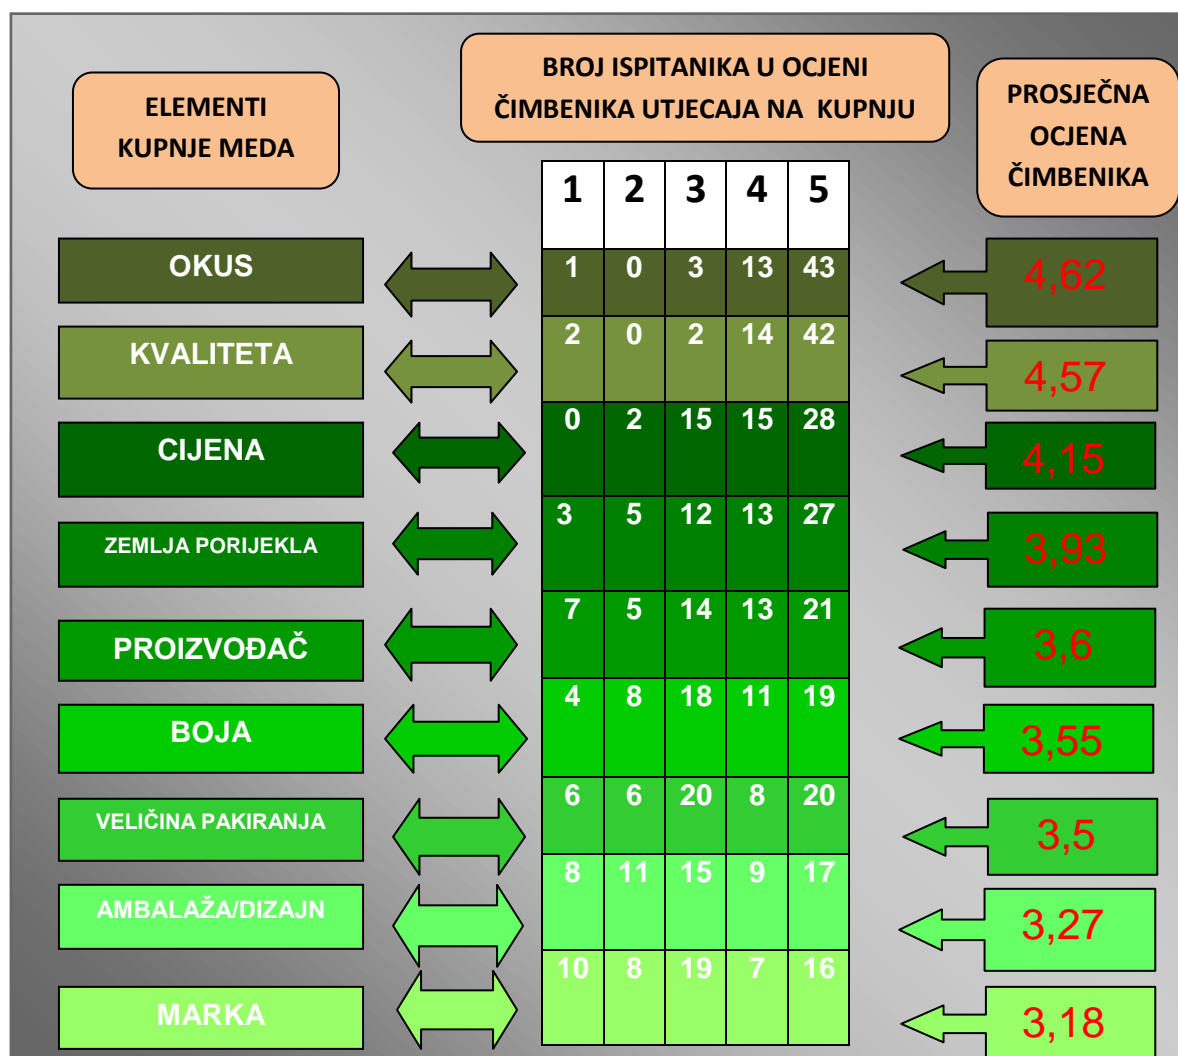 ELEMENTI
KUPNJE MEDA
BROJ ISPITANIKA U OCJENI
ČIMBENIKA UTJECAJA NA KUPNJU
PROSJEČNA
OCJENA
ČIMBENIKA
1 2 3 4 5
OKUS 1 0 3 13 43 4,62
KVALITETA 2 0 2 14 42 4,57
CIJENA 0 2 15 15 28 4,15
ZEMLJA PORIJEKLA 3 5 12 13 27 3,93
PROIZVOĐAČ 7 5 14 13 21 3,6
BOJA 4 8 18 11 19 3,55
VELIČINA PAKIRANJA 6 6 20 8 20 3,5
AMBALAŽA/DIZAJN 8 11 15 9 17 3,27
MARKA 10 8 19 7 16 3,18